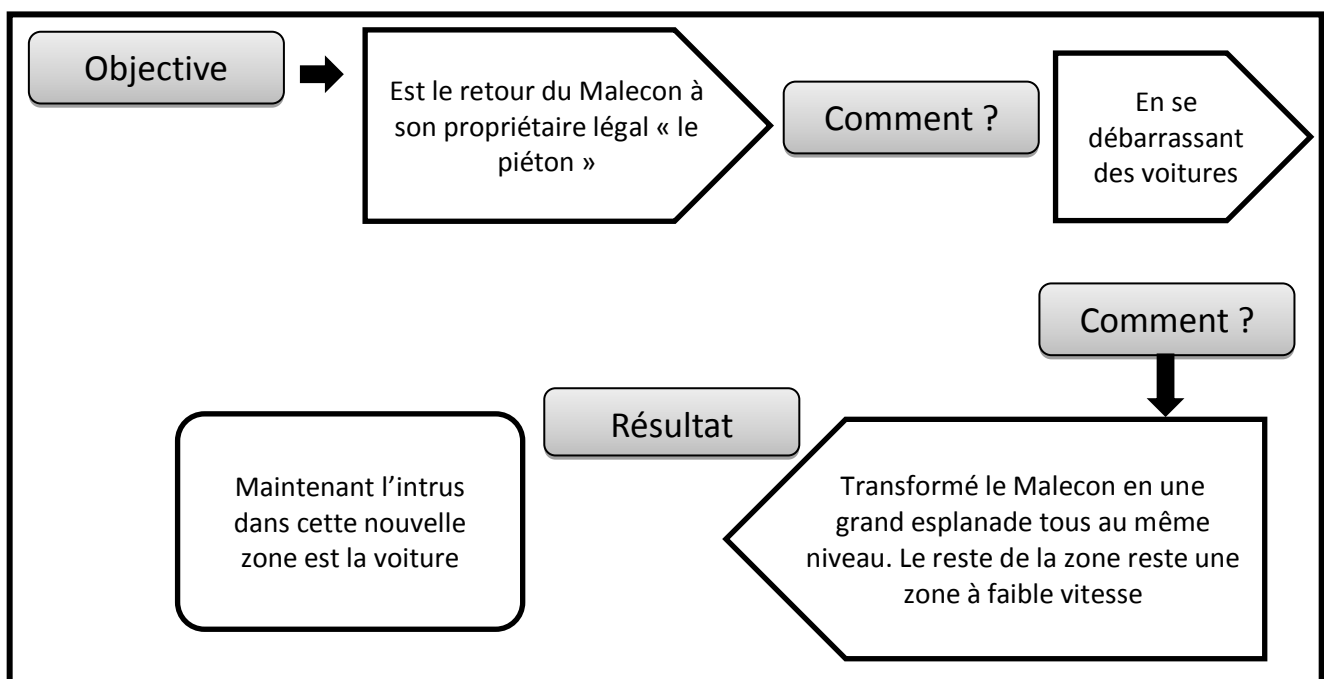 Objective
Est le retour du Malecon à
son propriétaire légal « le
piéton »
Comment ?
En se
débarrassant
des voitures
Comment ?
Transformé le Malecon en une
grand esplanade tous au même
niveau. Le reste de la zone reste une
zone à faible vitesse
Résultat
Maintenant l’intrus
dans cette nouvelle
zone est la voiture